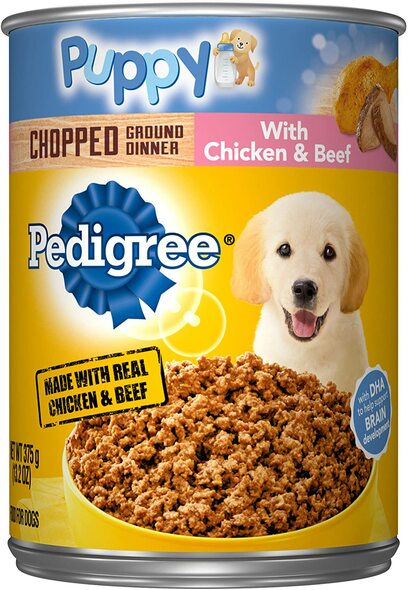 Puppy
CHOPPED GROUND
DINNER
With
Chicken & Beef
Pedigree®
MADE WITH REAL
CHICKEN & BEEF
with DHA
to help support
BRAIN
development
NET WT 375 g
(13.2 OZ)
FOOD FOR DOGS